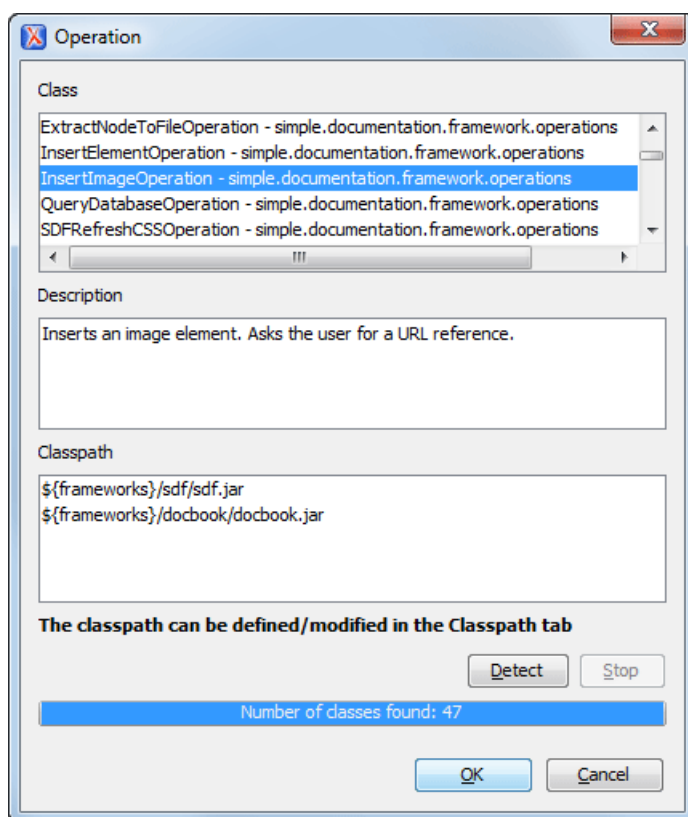 Operation
Class
ExtractNodeToFileOperation - simple.documentation.framework.operations
InsertElementOperation - simple.documentation.framework.operations
InsertImageOperation - simple.documentation.framework.operations
QueryDatabaseOperation - simple.documentation.framework.operations
SDFRefreshCSSOperation - simple.documentation.framework.operations
Description
Inserts an image element. Asks the user for a URL reference.
Classpath
${frameworks}/sdf/sdf.jar
${frameworks}/docbook/docbook.jar
The classpath can be defined/modified in the Classpath tab
Detect Stop
Number of classes found: 47
OK Cancel